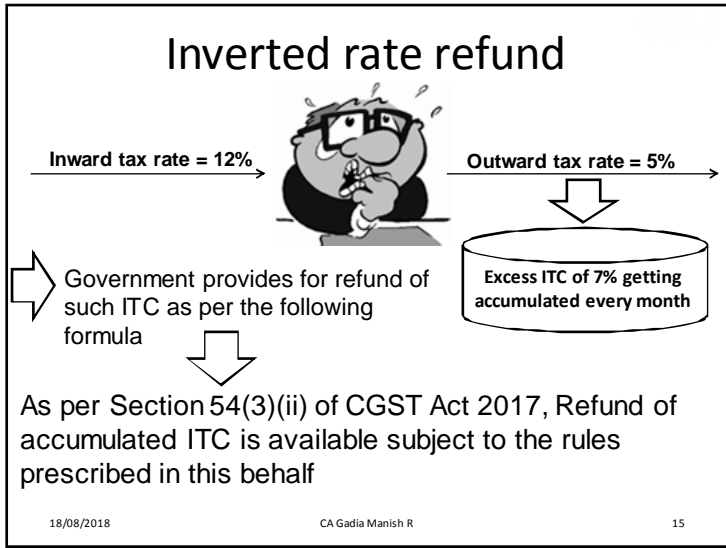 Inverted rate refund
Inward tax rate = 12%
Outward tax rate = 5%
Excess ITC of 7% getting
accumulated every month
Government provides for refund of
such ITC as per the following
formula
As per Section 54(3)(ii) of CGST Act 2017, Refund of
accumulated ITC is available subject to the rules
prescribed in this behalf
18/08/2018
CA Gadia Manish R
15